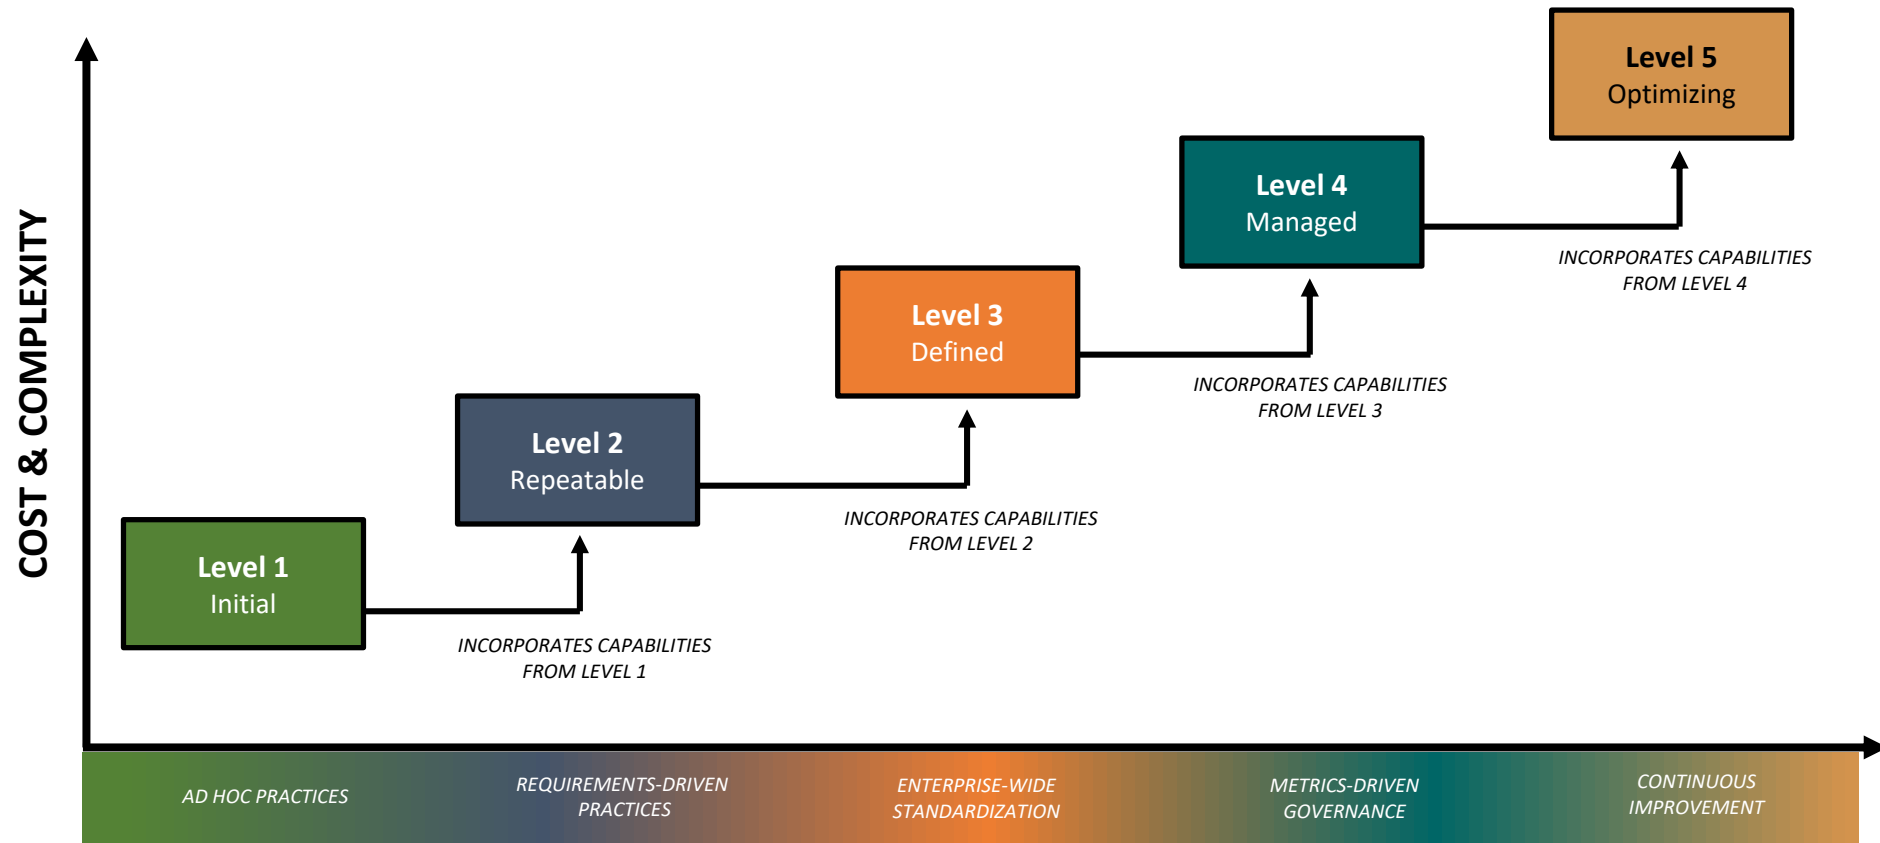 COST & COMPLEXITY
Level 1
Initial
INCORPORATES CAPABILITIES
FROM LEVEL 1
Level 2
Repeatable
INCORPORATES CAPABILITIES
FROM LEVEL 2
Level 3
Defined
INCORPORATES CAPABILITIES
FROM LEVEL 3
Level 4
Managed
INCORPORATES CAPABILITIES
FROM LEVEL 4
Level 5
Optimizing
AD HOC PRACTICES
REQUIREMENTS-DRIVEN
PRACTICES
ENTERPRISE-WIDE
STANDARDIZATION
METRICS-DRIVEN
GOVERNANCE
CONTINUOUS
IMPROVEMENT